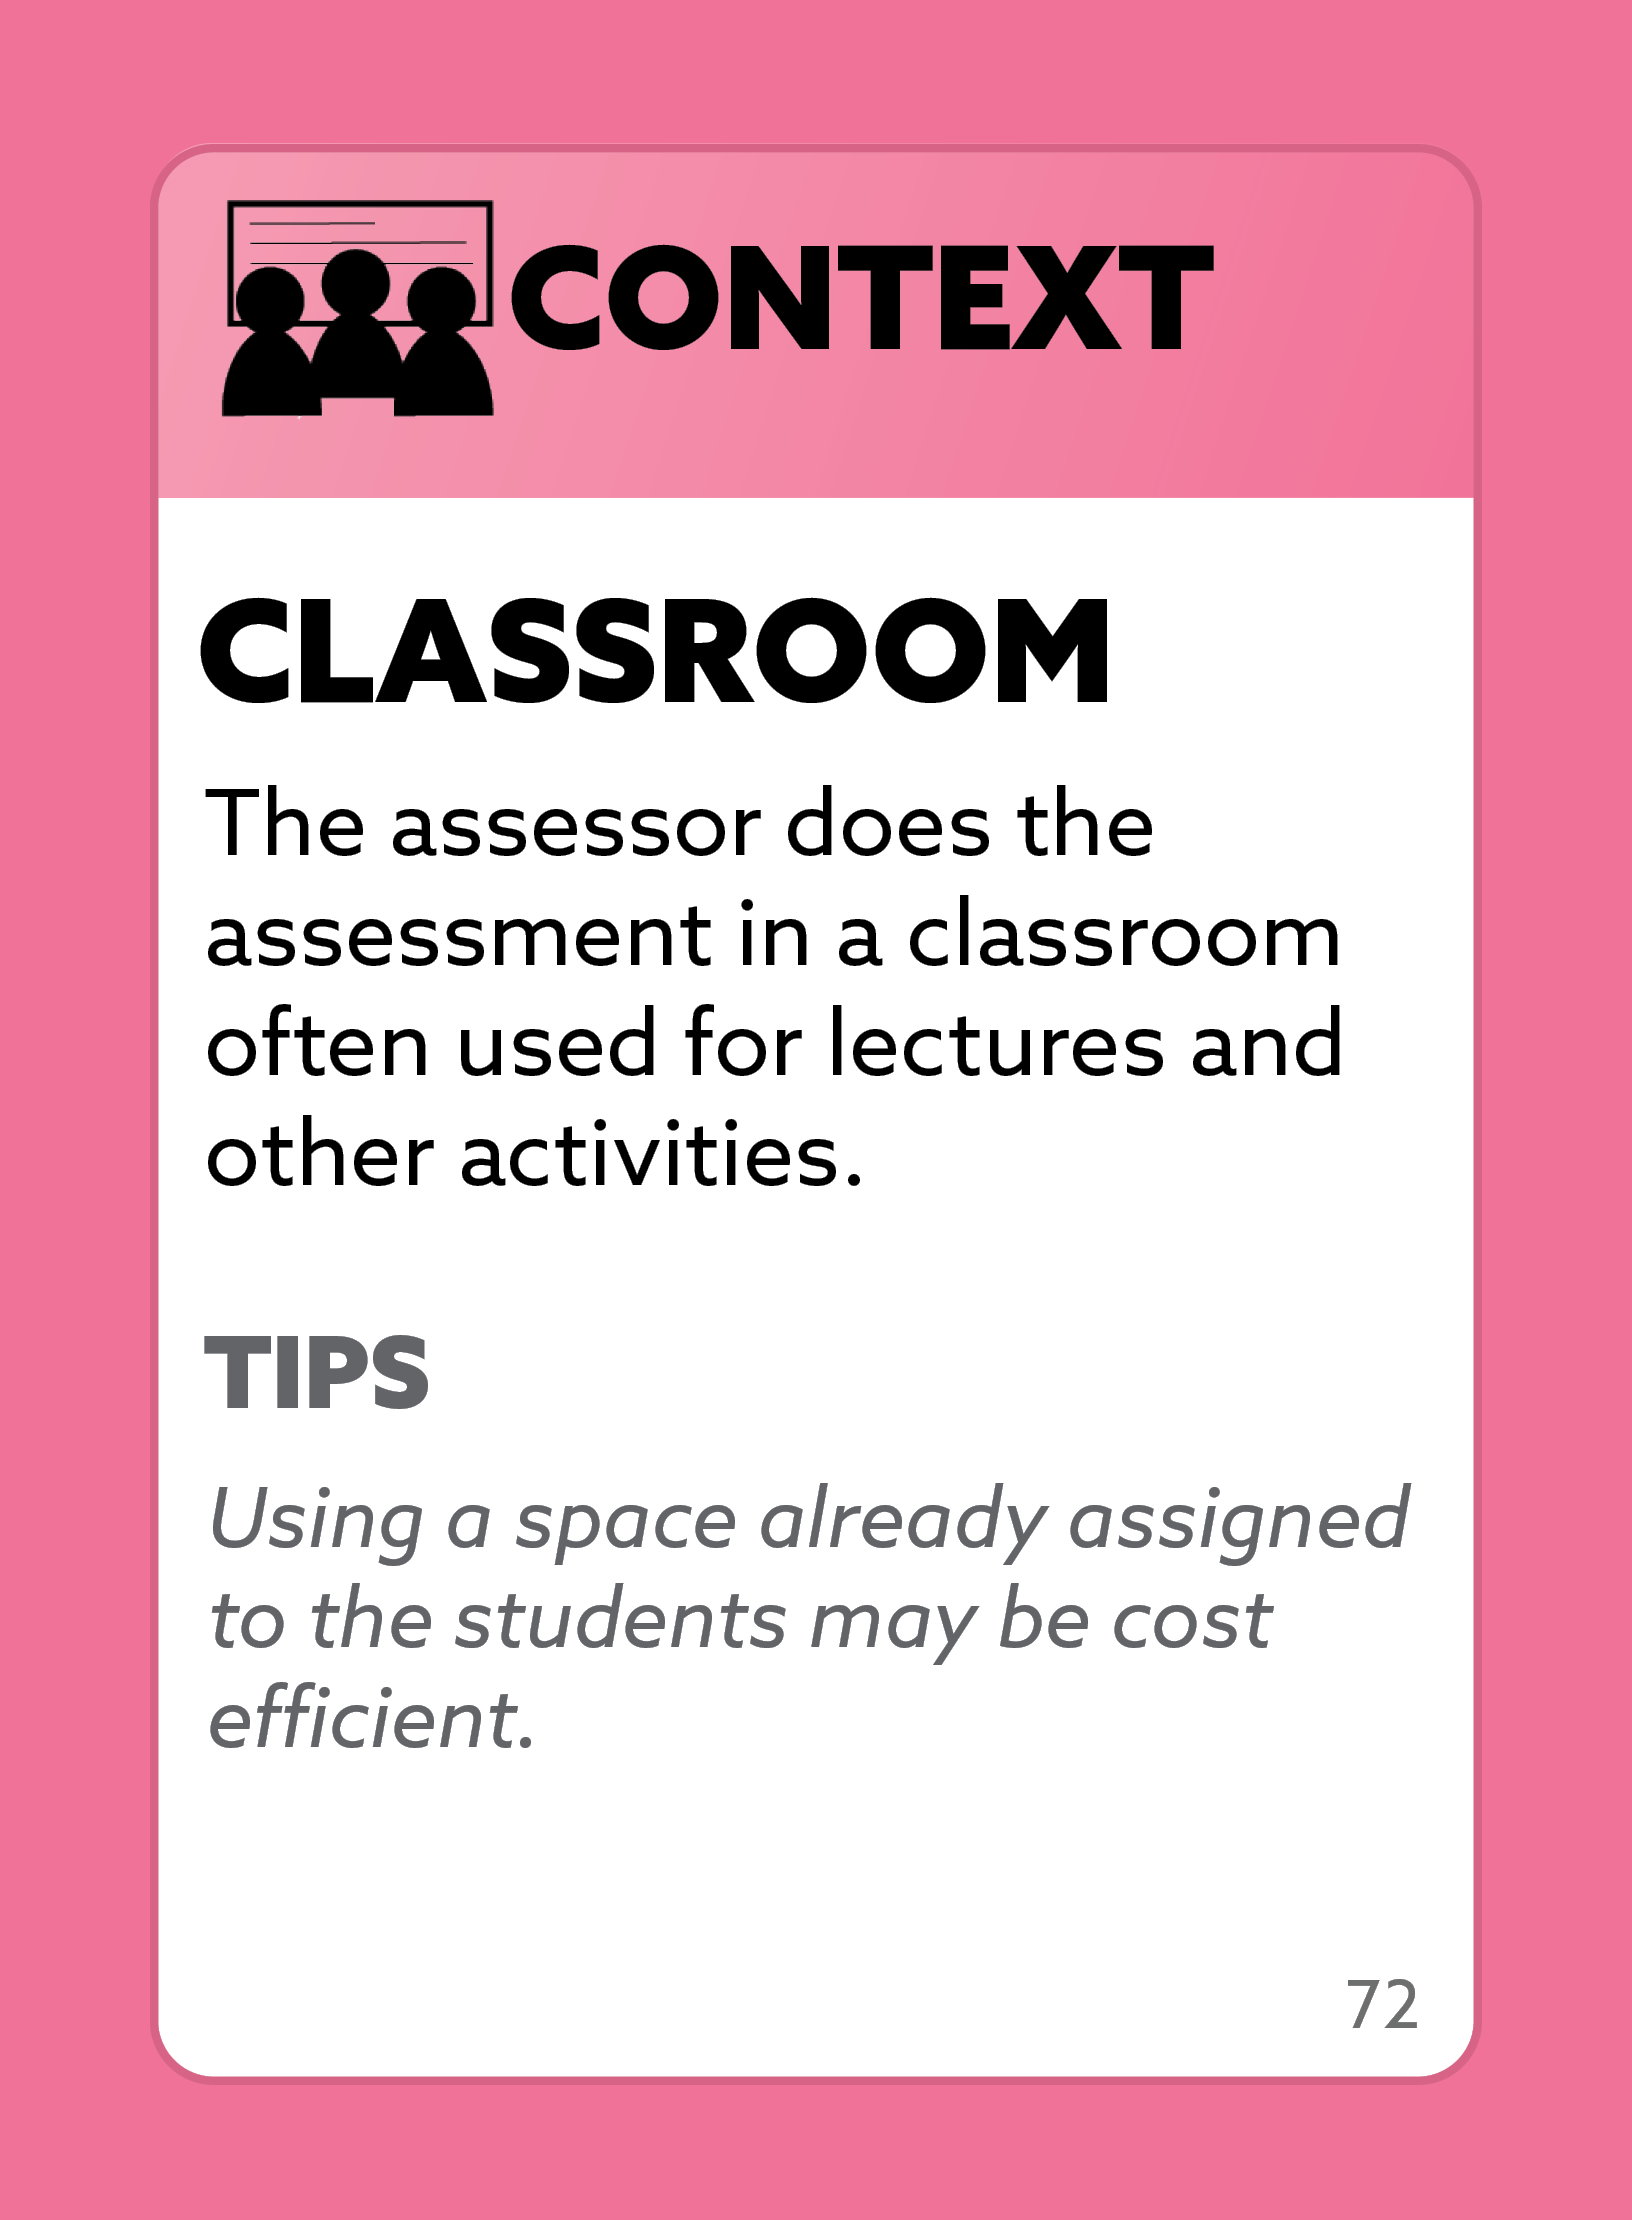 CONTEXT
CLASSROOM
The assessor does the
assessment in a classroom
often used for lectures and
other activities.
TIPS
Using a space already assigned
to the students may be cost
efficient.
72